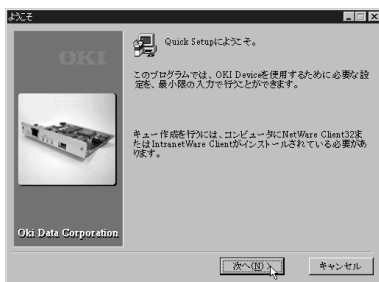 ようこそ
OKI
Quick Setupにようこそ。
このプログラムでは、OKI Deviceを使用するために必要な設
定を、最小限の入力で行うことができます。
キュー作成を行うには、コンピュータにNetWare Client32ま
たはIntranetWare Clientがインストールされている必要があ
ります。
Oki Data Corporation
次へ(N) >
キャンセル